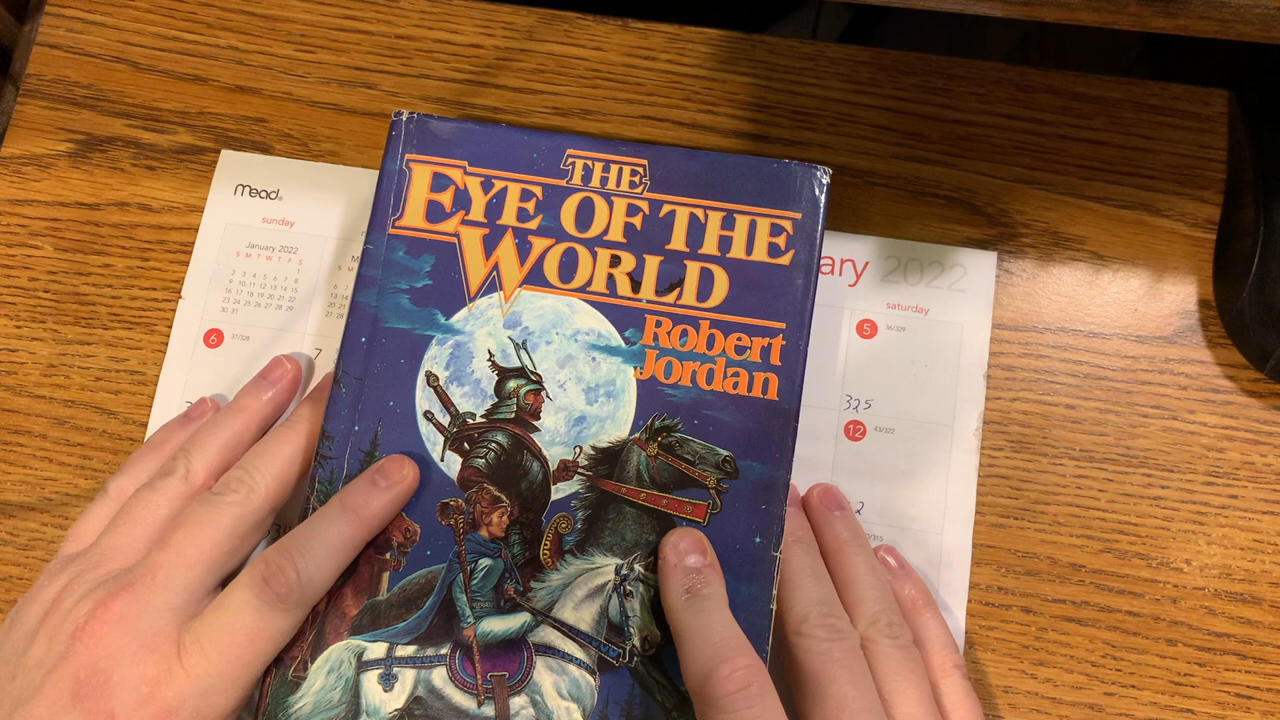 THE
EYE OF THE
WORLD
Robert
Jordan
Mead
sunday
January 2022
S M T W T F S
1
2 3 4 5 6 7 8
9 10 11 12 13 14 15
16 17 18 19 20 21 22
23 24 25 26 27 28 29
30 31
6 37/328
7
ary 2022
saturday
5 36/329
325
12 43/322